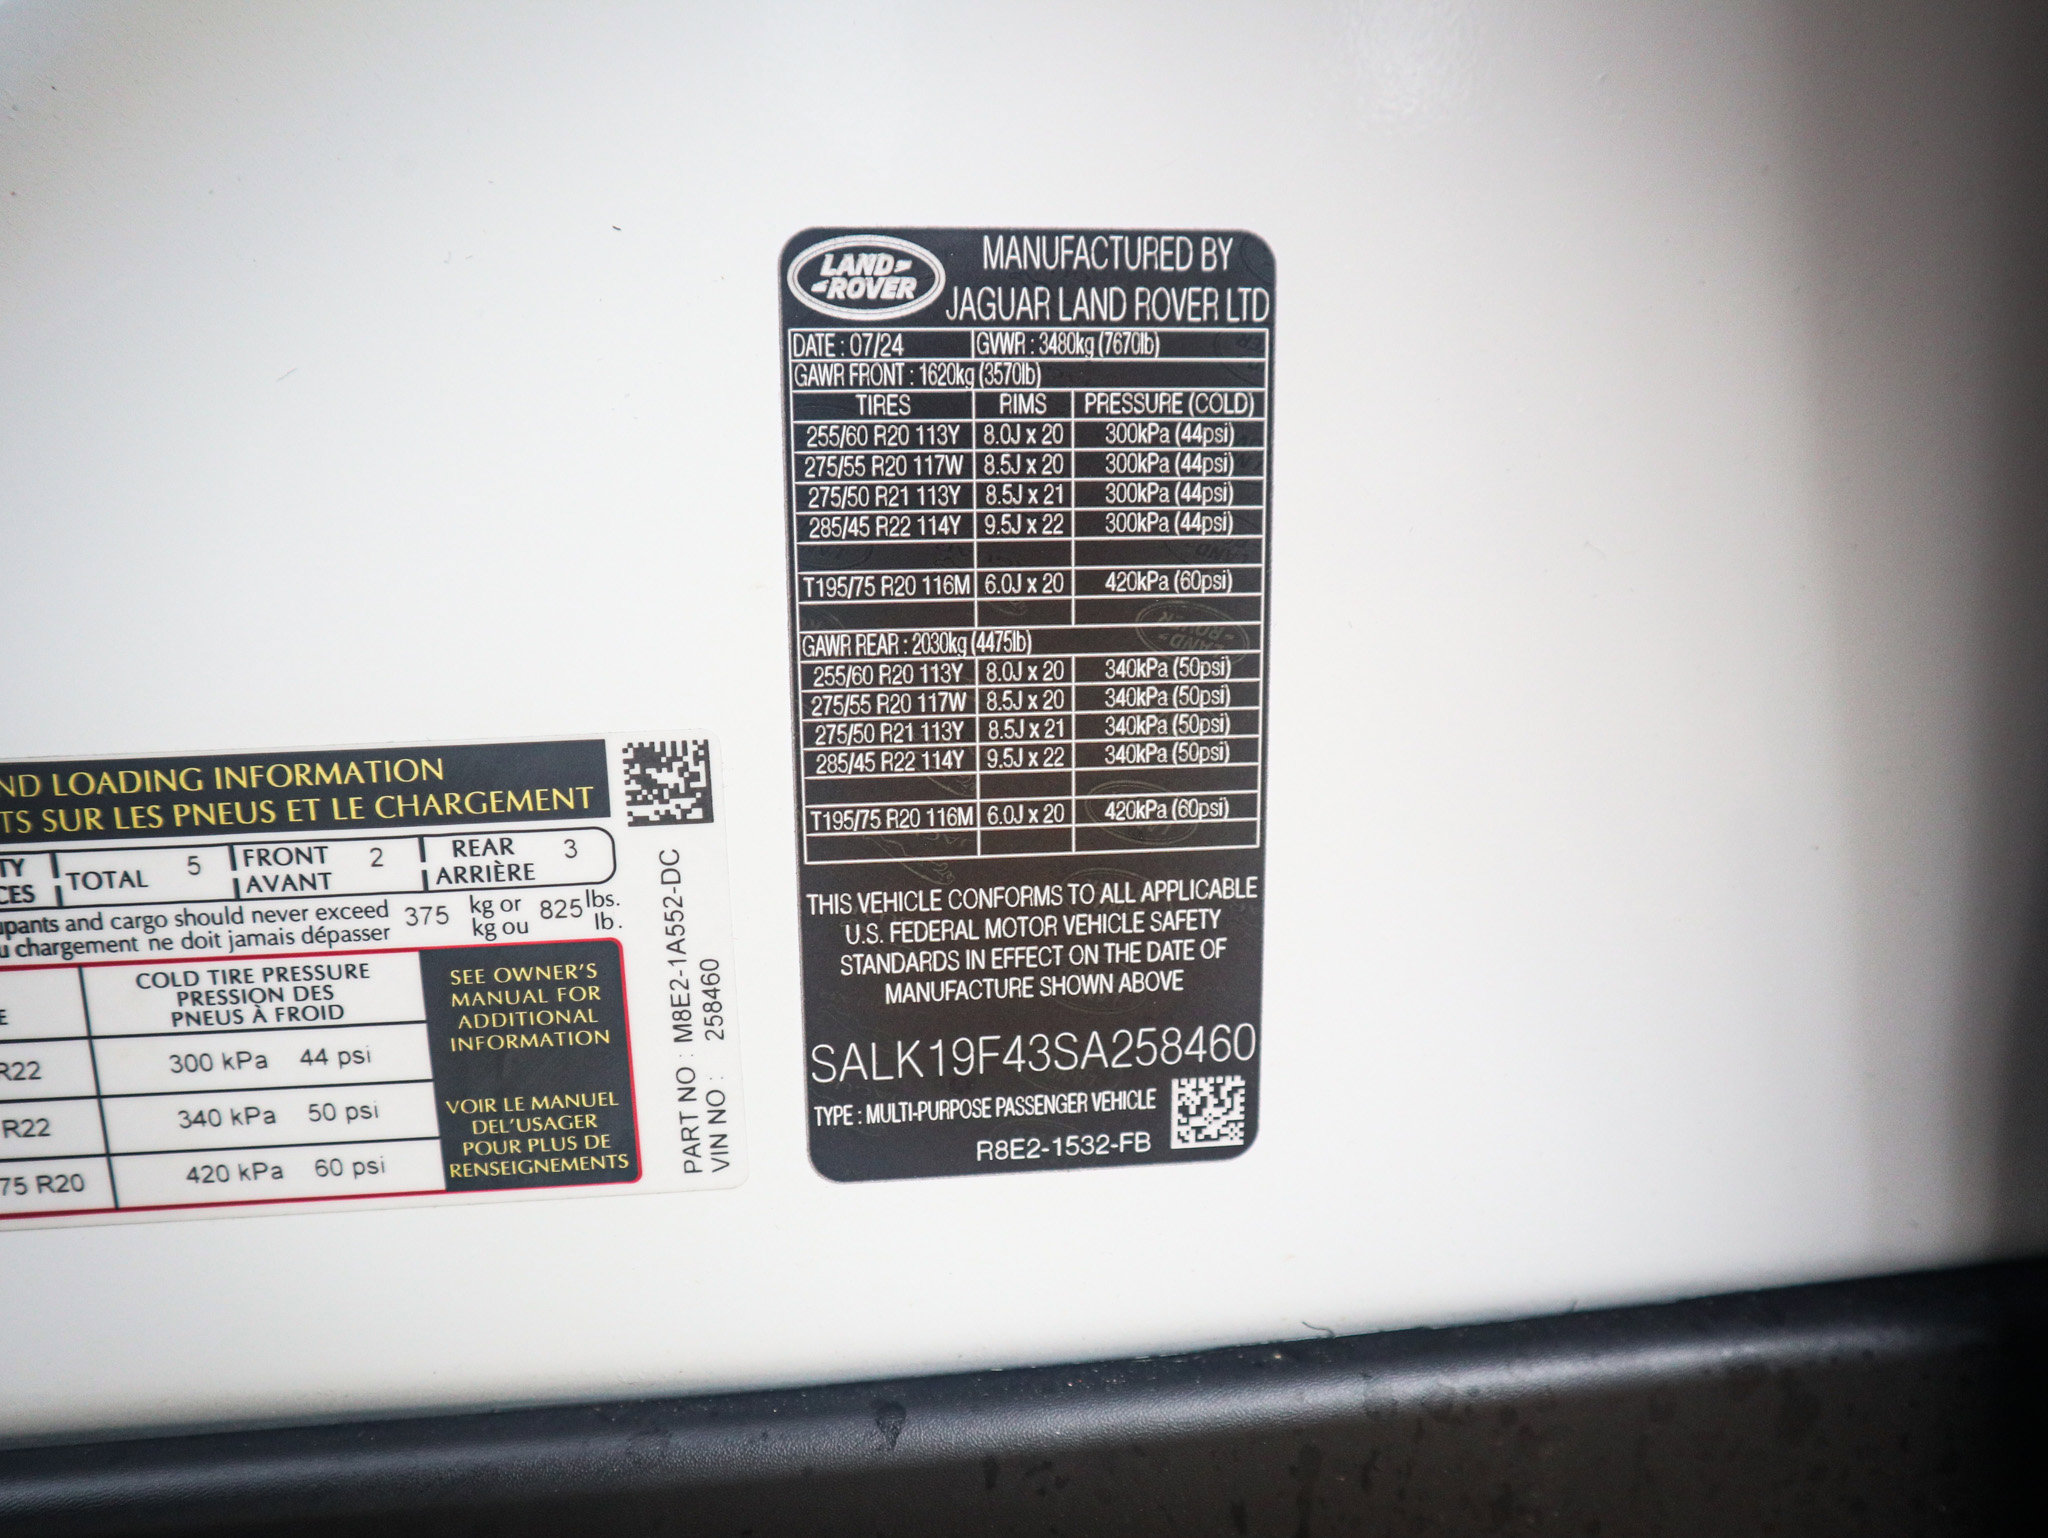 LAND ROVER
MANUFACTURED BY
JAGUAR LAND ROVER LTD
DATE : 07/24 GVWR : 3480kg (7670lb)
GAWR FRONT : 1620kg (3570lb)
TIRES RIMS PRESSURE (COLD)
255/60 R20 113Y 8.0J x 20 300kPa (44psi)
275/55 R20 117W 8.5J x 20 300kPa (44psi)
275/50 R21 113Y 8.5J x 21 300kPa (44psi)
285/45 R22 114Y 9.5J x 22 300kPa (44psi)
T195/75 R20 116M 6.0J x 20 420kPa (60psi)
GAWR REAR : 2030kg (4475lb)
255/60 R20 113Y 8.0J x 20 340kPa (50psi)
275/55 R20 117W 8.5J x 20 340kPa (50psi)
275/50 R21 113Y 8.5J x 21 340kPa (50psi)
285/45 R22 114Y 9.5J x 22 340kPa (50psi)
T195/75 R20 116M 6.0J x 20 420kPa (60psi)
THIS VEHICLE CONFORMS TO ALL APPLICABLE
U.S. FEDERAL MOTOR VEHICLE SAFETY
STANDARDS IN EFFECT ON THE DATE OF
MANUFACTURE SHOWN ABOVE
SALK19F43SA258460
TYPE : MULTI-PURPOSE PASSENGER VEHICLE
R8E2-1532-FB
LOADING INFORMATION
SUR LES PNEUS ET LE CHARGEMENT
TOTAL 5 FRONT 2 REAR 3
AVANT ARRIÈRE
and cargo should never exceed 375 kg or 825 lbs.
chargement ne doit jamais dépasser kg ou lb.
COLD TIRE PRESSURE
PRESSION DES
PNEUS À FROID
R22 300 kPa 44 psi
R22 340 kPa 50 psi
75 R20 420 kPa 60 psi
SEE OWNER'S
MANUAL FOR
ADDITIONAL
INFORMATION
VOIR LE MANUEL
DEL'USAGER
POUR PLUS DE
RENSEIGNEMENTS
PART NO : M8E2-1A552-DC
VIN NO : 258460